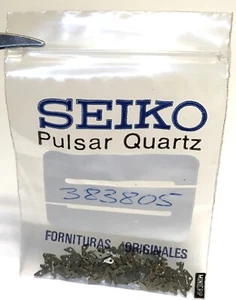 SEIKO
Pulsar Quartz
383805
FORNITURAS ORIGINALES